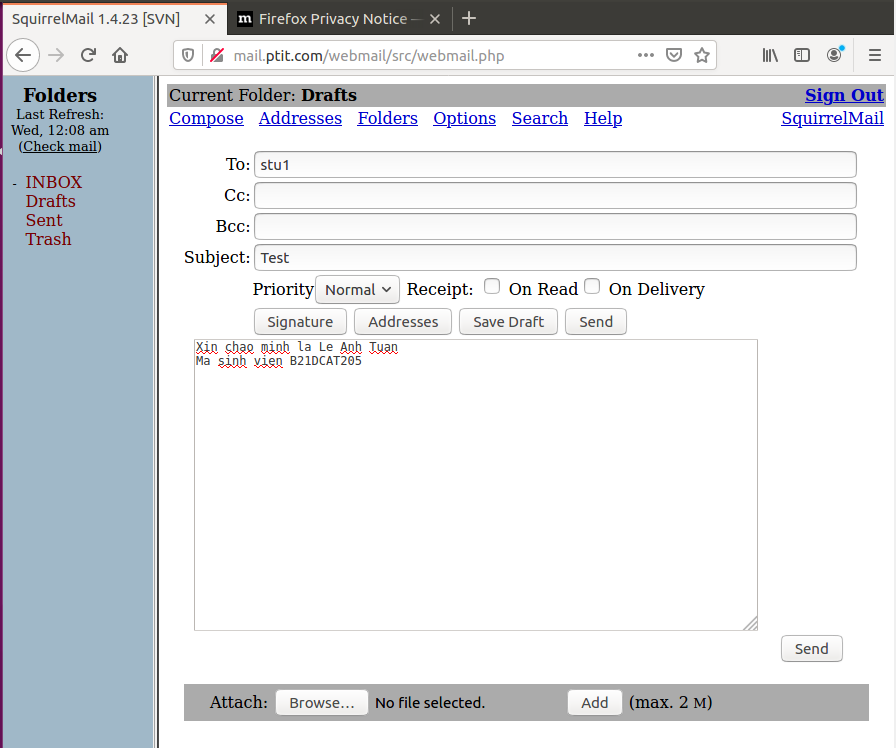 SquirrelMail 1.4.23 [SVN]
Firefox Privacy Notice —
mail.ptit.com/webmail/src/webmail.php
Folders
Last Refresh:
Wed, 12:08 am
(Check mail)
- INBOX
Drafts
Sent
Trash
Current Folder: Drafts Sign Out
Compose Addresses Folders Options Search Help SquirrelMail
To: stu1
Cc:
Bcc:
Subject: Test
Priority Normal Receipt: On Read On Delivery
Signature Addresses Save Draft Send
Xin chao minh la Le Anh Tuan
Ma sinh vien B21DCAT205
Send
Attach: Browse... No file selected. Add (max. 2 M)